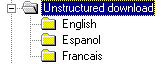 Unstructured download
English
Espanol
Francais